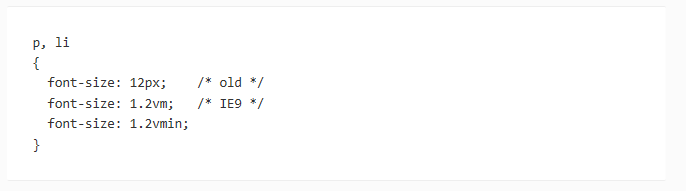 p, li
{
  font-size: 12px;    /* old */
  font-size: 1.2vm;   /* IE9 */
  font-size: 1.2vmin;
}